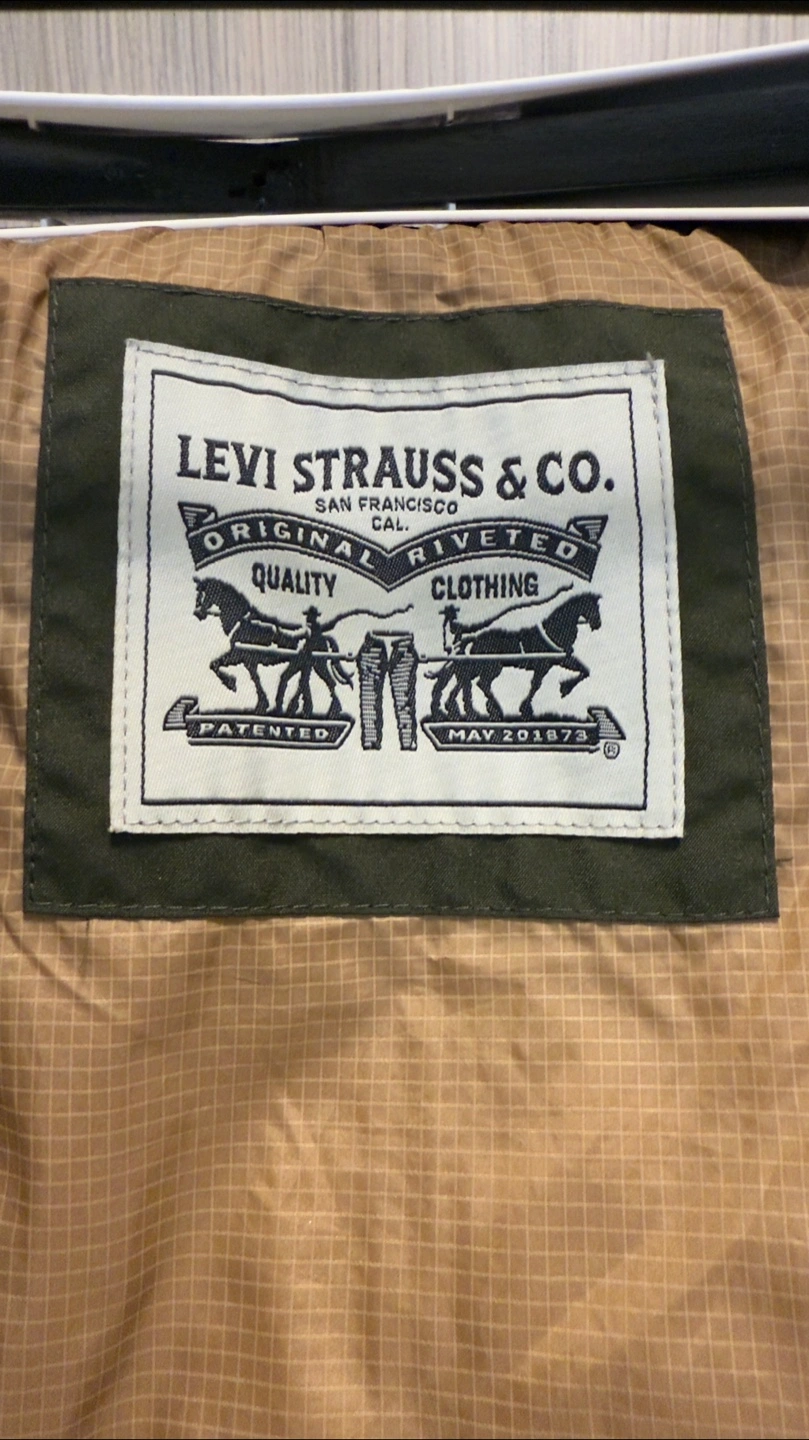 LEVI STRAUSS & CO.
SAN FRANCISCO
CAL.
ORIGINAL RIVETED
QUALITY CLOTHING
PATENTED MAY 201873
®